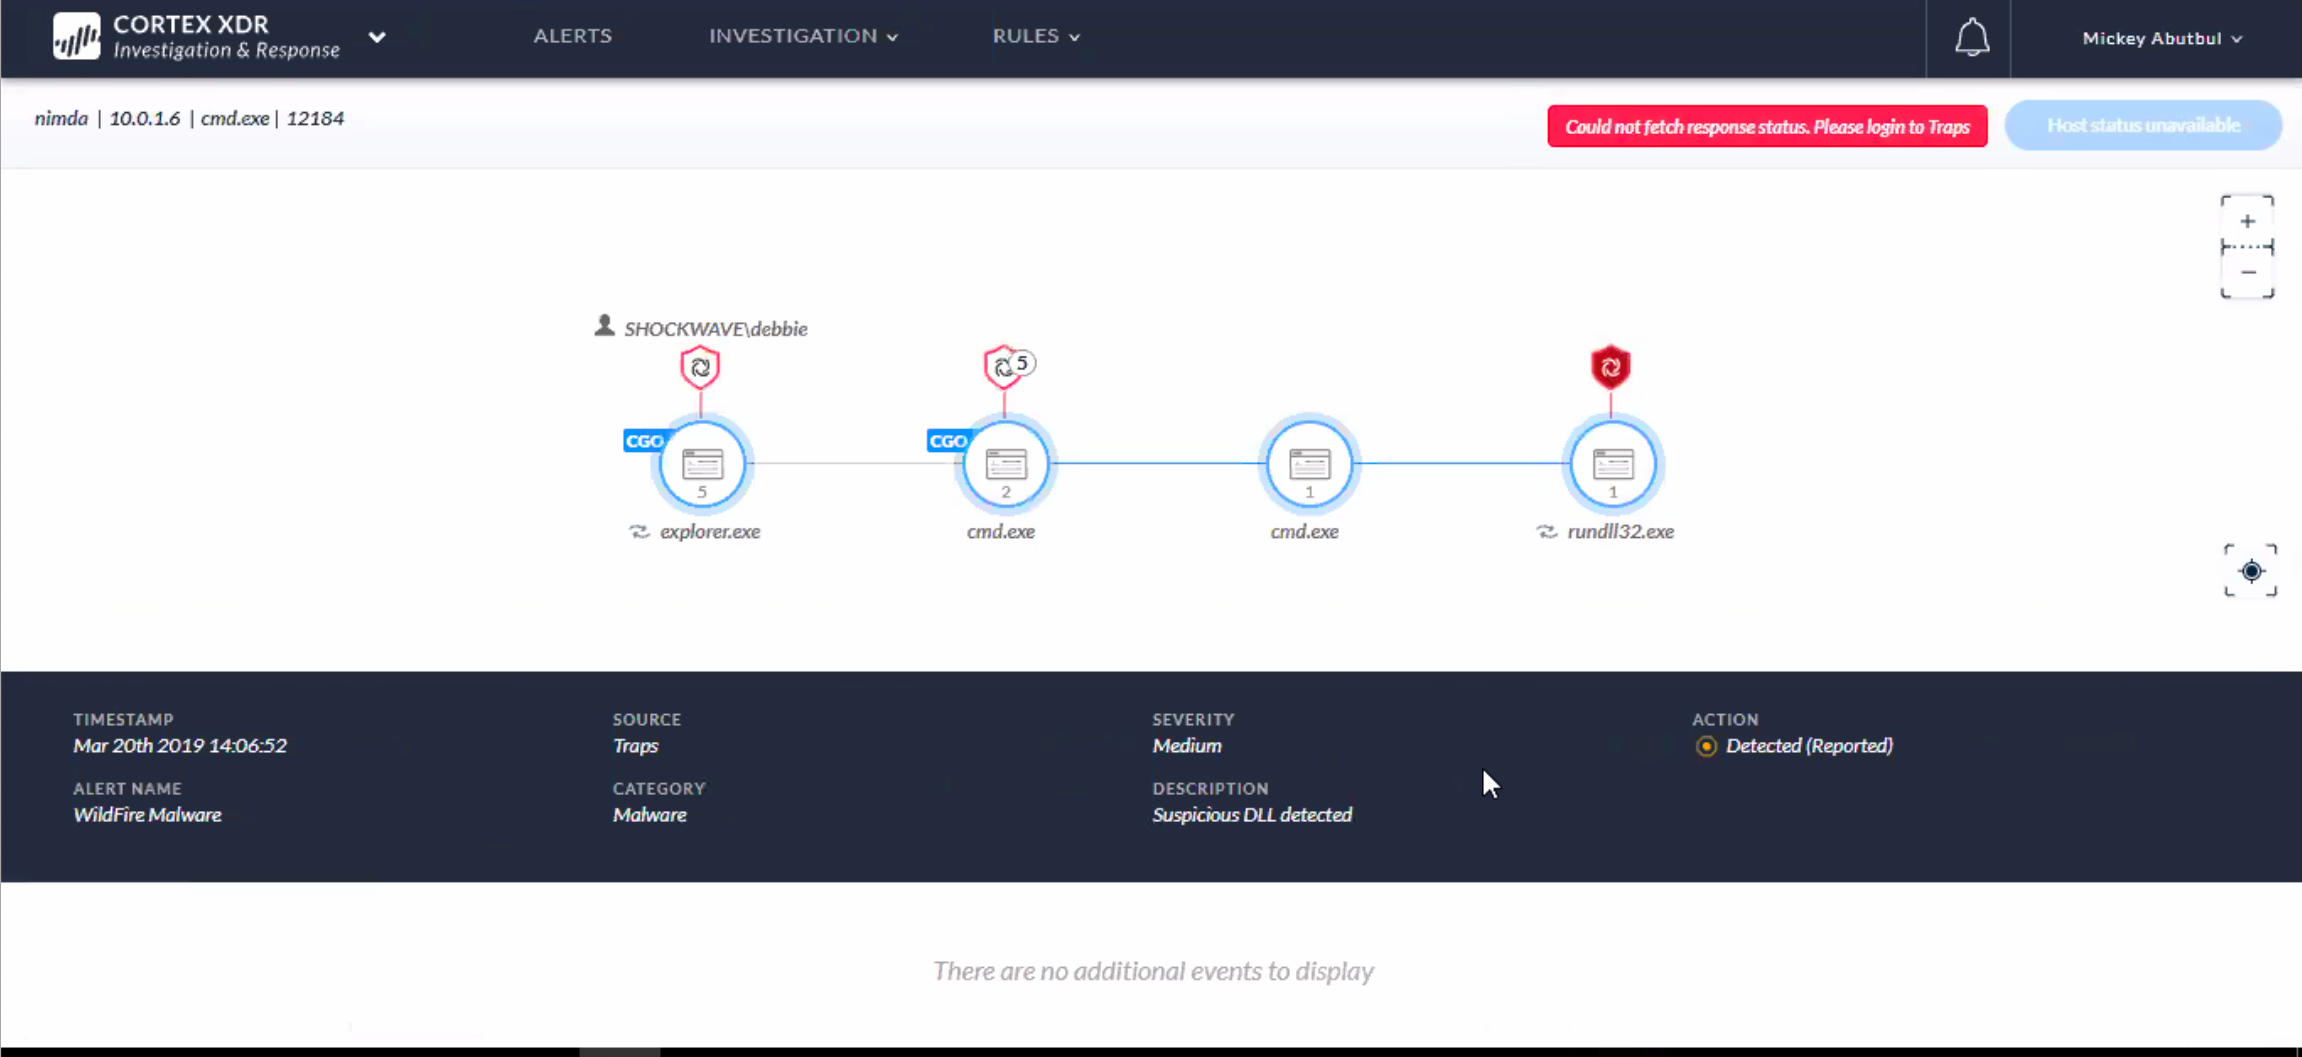 CORTEX XDR
Investigation & Response
ALERTS
INVESTIGATION
RULES
Mickey Abutbul
nimda | 10.0.1.6 | cmd.exe | 12184
Could not fetch response status. Please login to Traps
Host status unavailable
+
−
SHOCKWAVE\debbie
5
CGO
CGO
5
2
1
1
explorer.exe
cmd.exe
cmd.exe
rundll32.exe
TIMESTAMP
Mar 20th 2019 14:06:52
SOURCE
Traps
SEVERITY
Medium
ACTION
Detected (Reported)
ALERT NAME
WildFire Malware
CATEGORY
Malware
DESCRIPTION
Suspicious DLL detected
There are no additional events to display